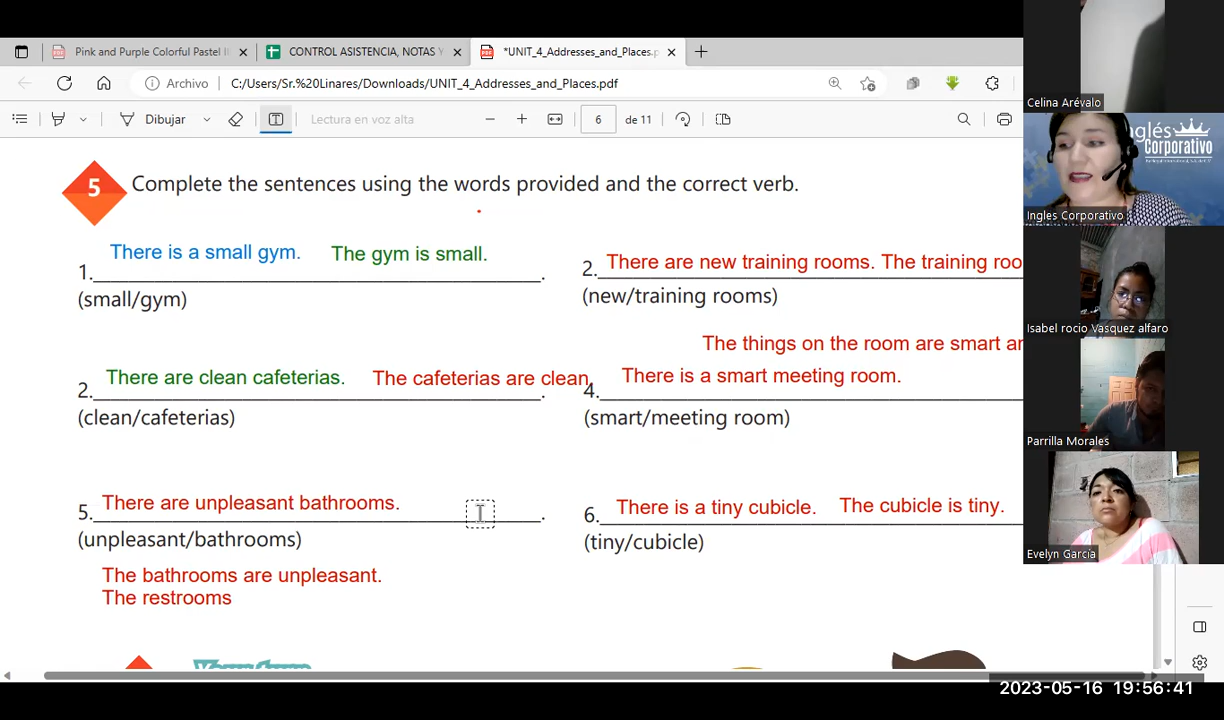 Pink and Purple Colorful Pastel Il
CONTROL ASISTENCIA, NOTAS Y
*UNIT_4_Addresses_and_Places.p
Archivo
C:/Users/Sr.%20Linares/Downloads/UNIT_4_Addresses_and_Places.pdf
Dibujar
Lectura en voz alta
6
de 11
5
Complete the sentences using the words provided and the correct verb.
There is a small gym.
The gym is small.
1.
(small/gym)
There are new training rooms. The training roo
2.
(new/training rooms)
The things on the room are smart an
There are clean cafeterias.
The cafeterias are clean.
2.
(clean/cafeterias)
There is a smart meeting room.
4.
(smart/meeting room)
There are unpleasant bathrooms.
5.
(unpleasant/bathrooms)
The bathrooms are unpleasant.
The restrooms
There is a tiny cubicle.
The cubicle is tiny.
6.
(tiny/cubicle)
Celina Arévalo
nglés
Corporativo
Ingles Corporativo
Isabel rocio Vasquez alfaro
Parrilla Morales
Evelyn García
2023-05-16 19:56:41